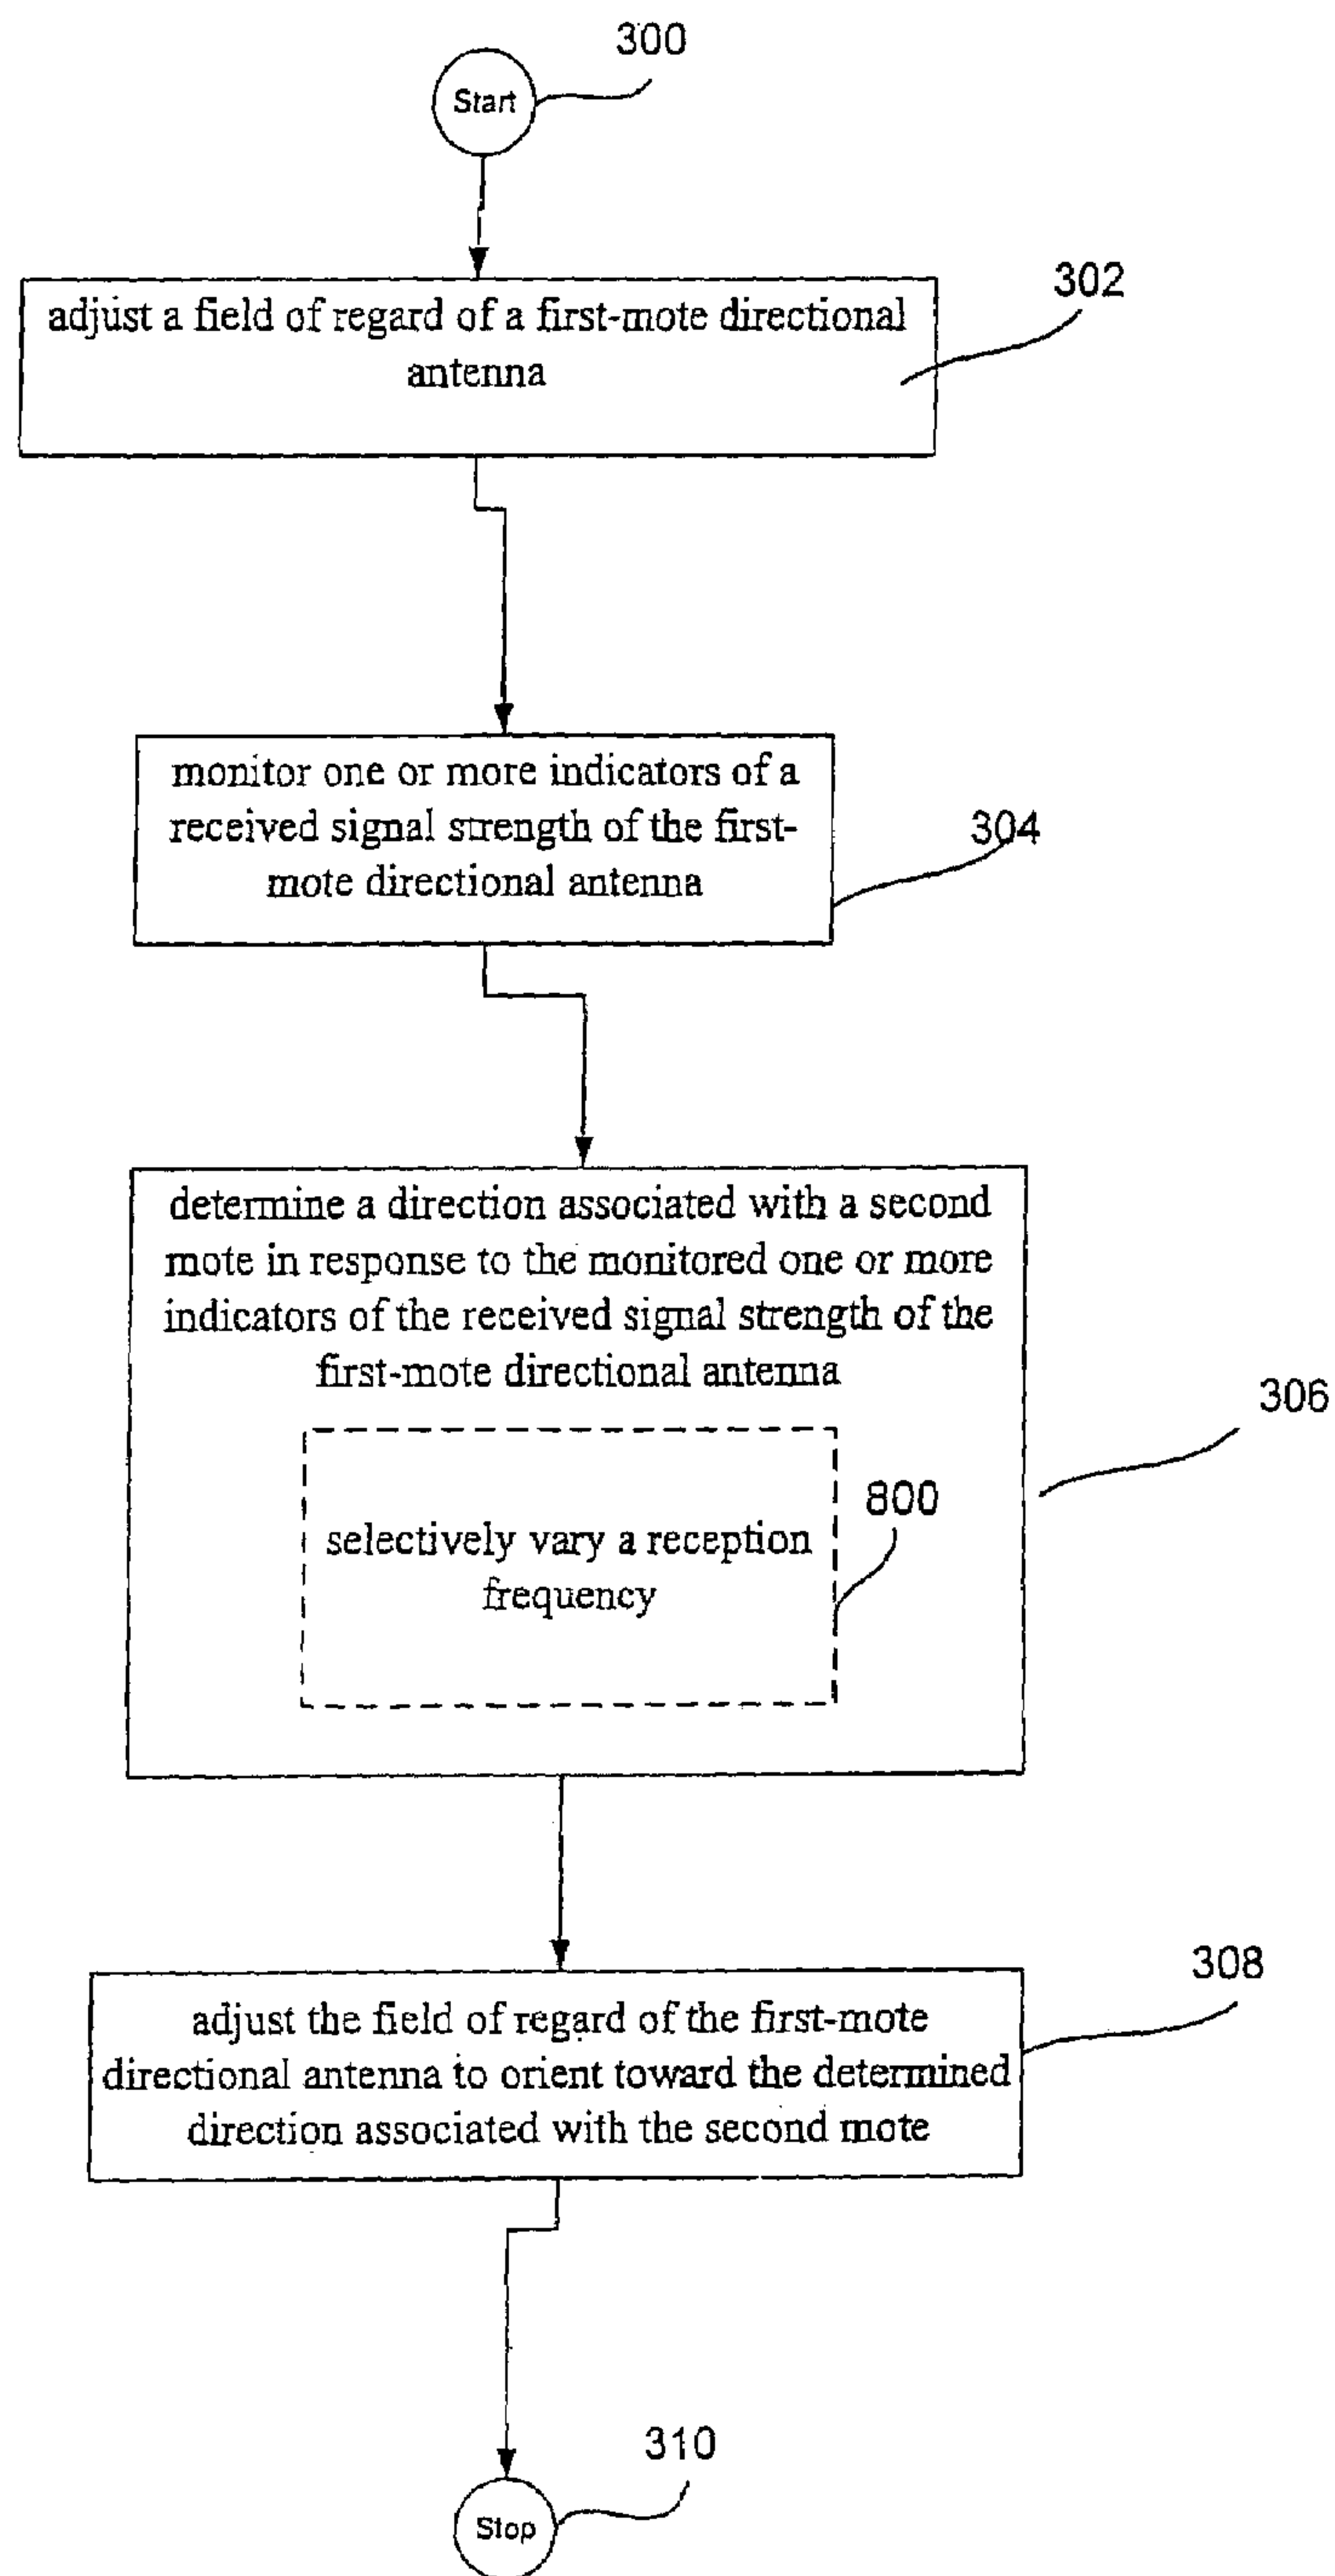 300
Start
302
adjust a field of regard of a first-mote directional
antenna
monitor one or more indicators of a
received signal strength of the first-
mote directional antenna
304
determine a direction associated with a second
mote in response to the monitored one or more
indicators of the received signal strength of the
first-mote directional antenna
306
800
selectively vary a reception
frequency
308
adjust the field of regard of the first-mote
directional antenna to orient toward the determined
direction associated with the second mote
310
Stop